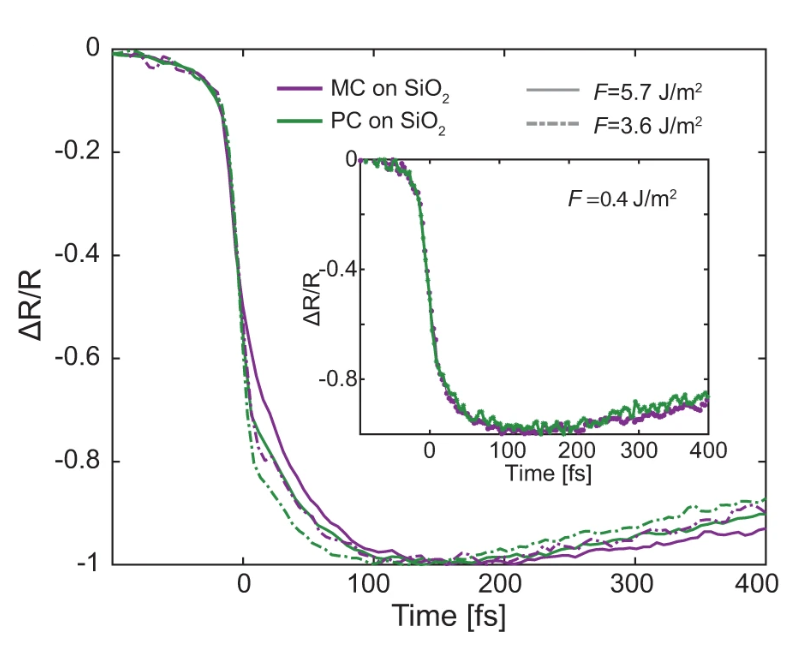 0
-0.2
-0.4
-0.6
-0.8
-1
ΔR/R
MC on SiO₂
PC on SiO₂
F=5.7 J/m²
F=3.6 J/m²
0
-0.4
-0.8
ΔR/R
F =0.4 J/m²
0 100 200 300 400
Time [fs]
0 100 200 300 400
Time [fs]